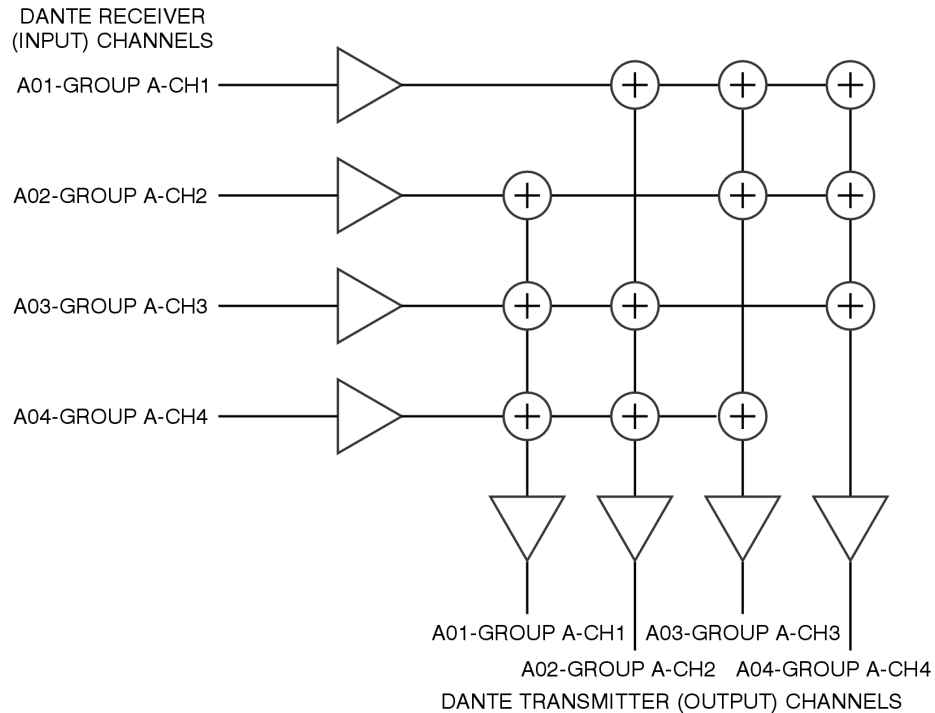 DANTE RECEIVER
(INPUT) CHANNELS
A01-GROUP A-CH1
A02-GROUP A-CH2
A03-GROUP A-CH3
A04-GROUP A-CH4
A01-GROUP A-CH1
A03-GROUP A-CH3
A02-GROUP A-CH2
A04-GROUP A-CH4
DANTE TRANSMITTER (OUTPUT) CHANNELS